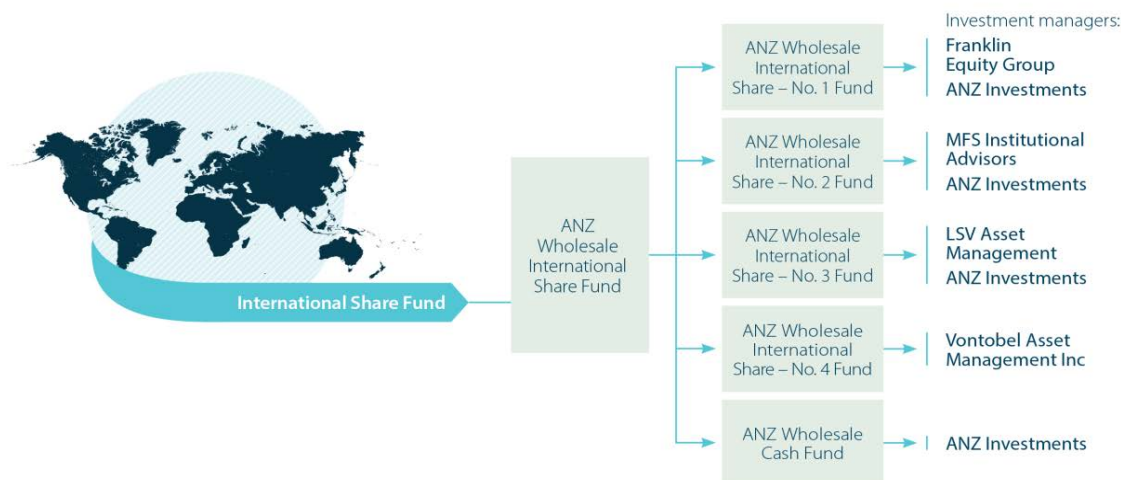 International Share Fund
ANZ
Wholesale
International
Share Fund
ANZ Wholesale
International
Share – No. 1 Fund
ANZ Wholesale
International
Share – No. 2 Fund
ANZ Wholesale
International
Share – No. 3 Fund
ANZ Wholesale
International
Share – No. 4 Fund
ANZ Wholesale
Cash Fund
Investment managers:
Franklin
Equity Group
ANZ Investments
MFS Institutional
Advisors
ANZ Investments
LSV Asset
Management
ANZ Investments
Vontobel Asset
Management Inc
ANZ Investments